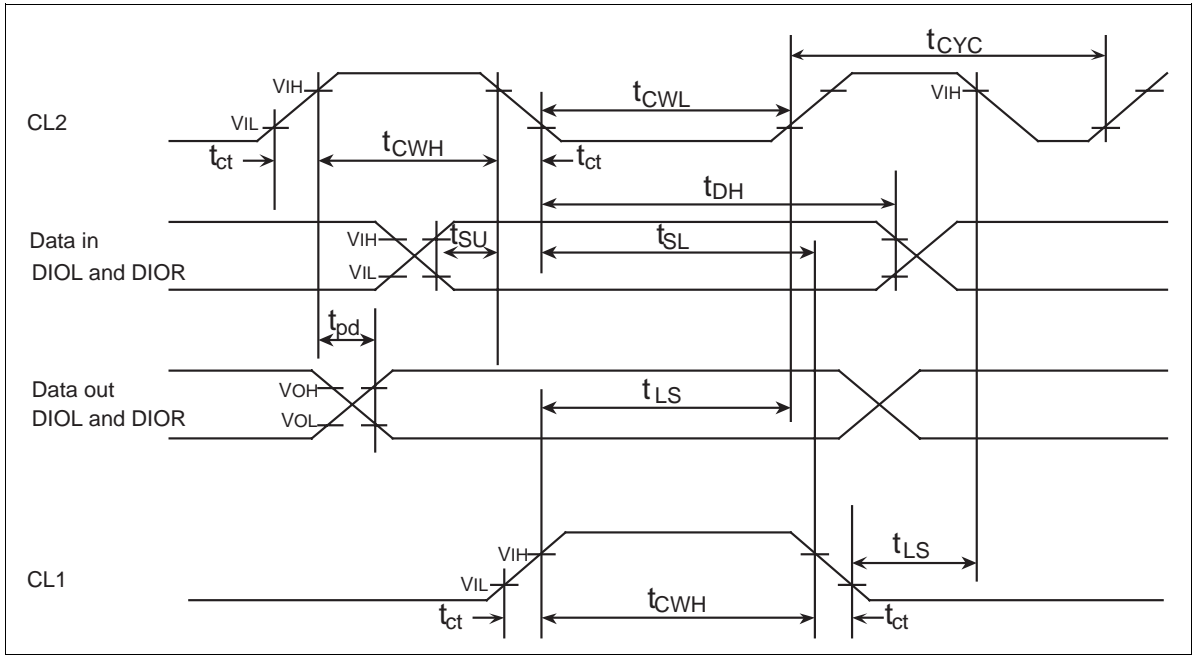 tCYC
VIH
tCWL
VIH
CL2
VIL
tCWH
tct
tct
tDH
Data in
VIH
tSU
tSL
DIOL and DIOR
VIL
tpd
Data out
VOH
tLS
DIOL and DIOR
VOL
VIH
tLS
CL1
VIL
tCWH
tct
tct